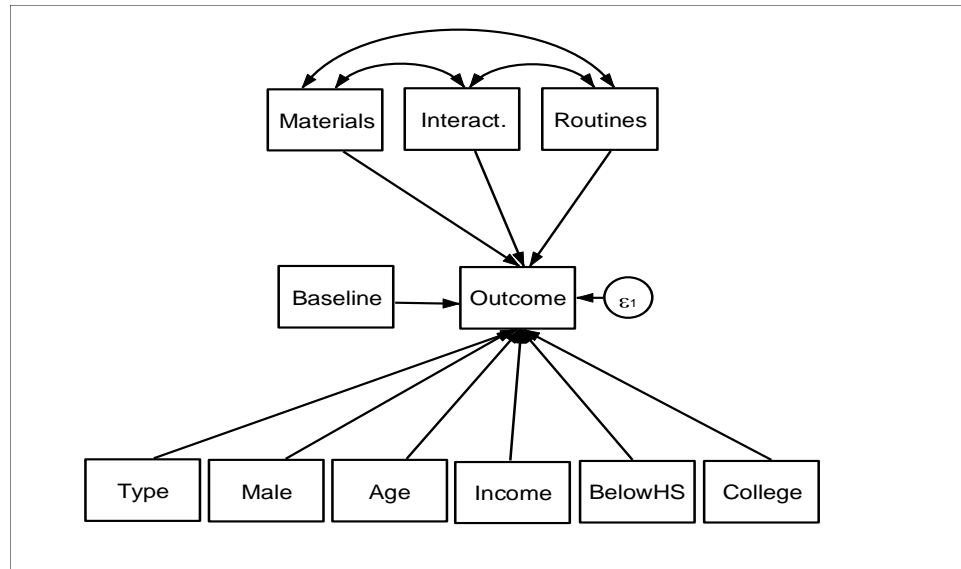 Materials Interact. Routines
Baseline Outcome ε1
Type Male Age Income BelowHS College